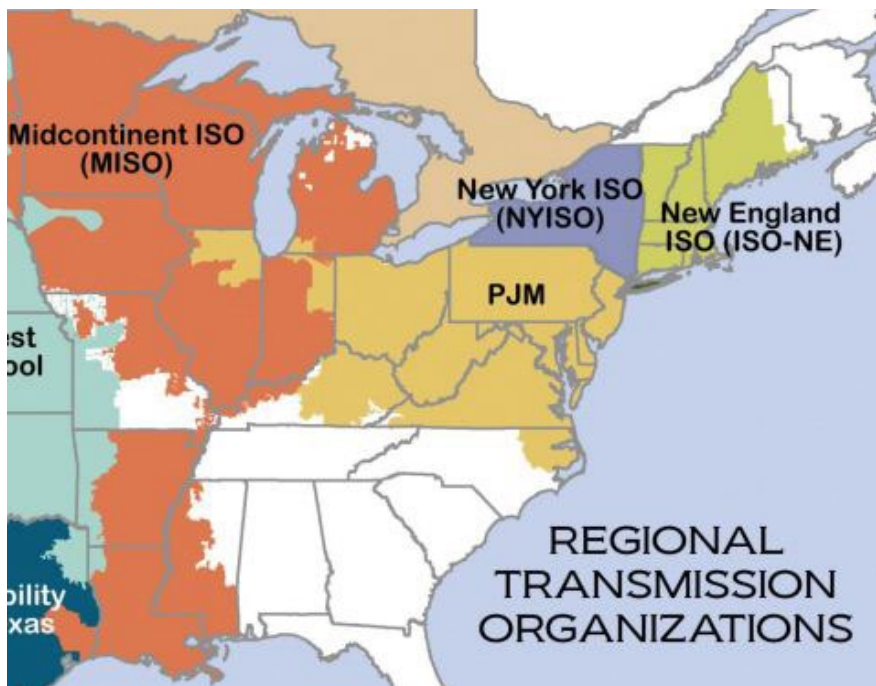 Midcontinent ISO
(MISO)
New York ISO
(NYISO)
New England
ISO (ISO-NE)
PJM
est
ool
bility
xas
REGIONAL
TRANSMISSION
ORGANIZATIONS